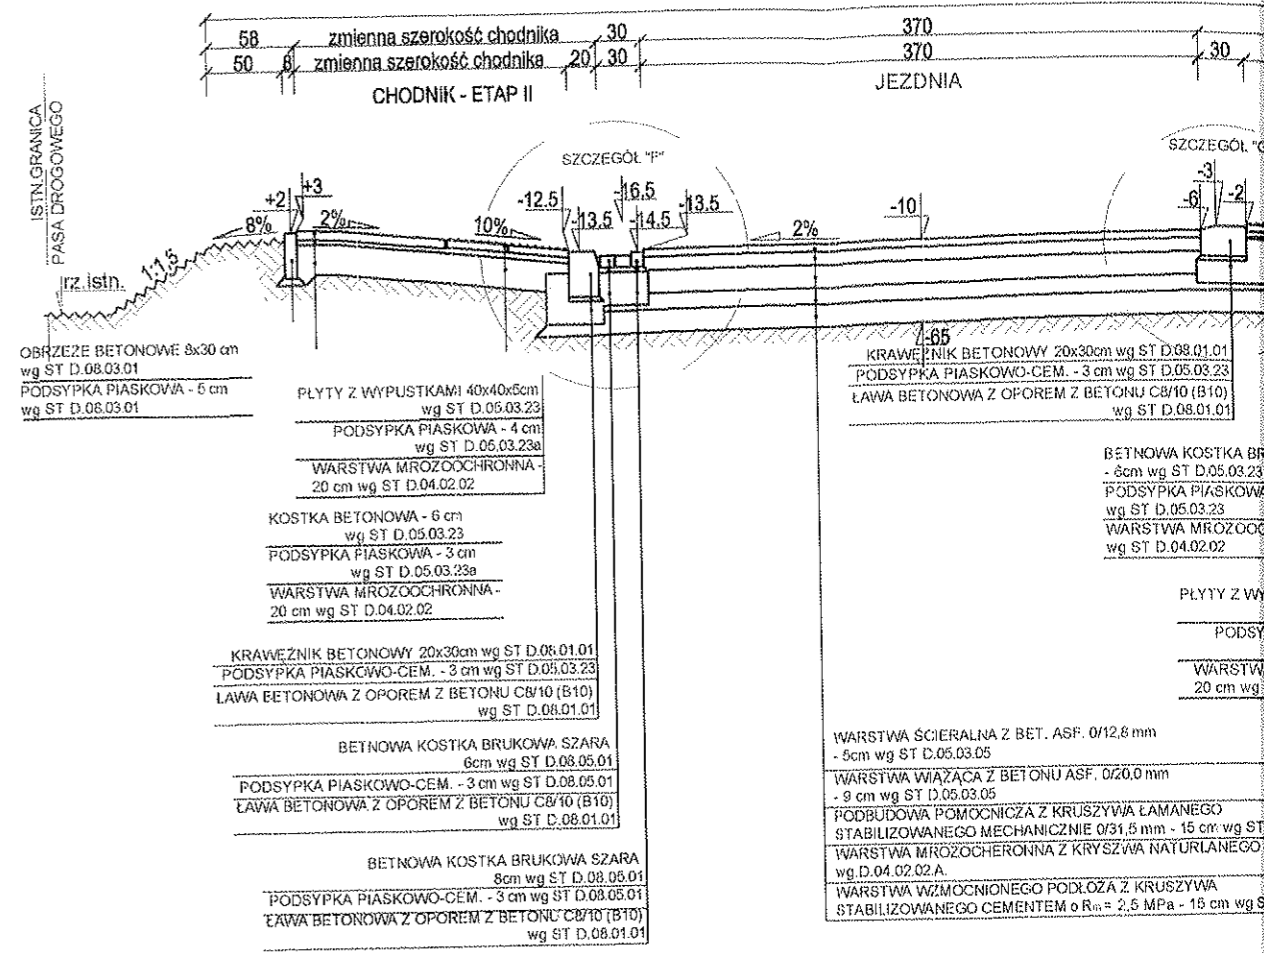 58 zmienna szerokość chodnika 30 370
50 8 zmienna szerokość chodnika 20 30 370 30
CHODNIK - ETAP II
JEZDNIA
ISTN.GRANICA
PASA DROGOWEGO
SZCZEGÓŁ "F"
SZCZEGÓŁ
rz.istn.
1:1,5
8%
+2
+3
2%
10%
-12.5
-13.5
-16.5
-14.5
-13.5
2%
-10
-6
-3
-2
-65
OBRZEŻE BETONOWE 8x30 cm
wg ST D.08.03.01
PODSYPKA PIASKOWA - 5 cm
wg ST D.08.03.01
PŁYTY Z WYPUSTKAMI 40x40x5cm
wg ST D.05.03.23
PODSYPKA PIASKOWA - 4 cm
wg ST D.05.03.23a
WARSTWA MROZOOCHRONNA -
20 cm wg ST D.04.02.02
KOSTKA BETONOWA - 6 cm
wg ST D.05.03.23
PODSYPKA PIASKOWA - 3 cm
wg ST D.05.03.23a
WARSTWA MROZOOCHRONNA -
20 cm wg ST D.04.02.02
KRAWĘŻNIK BETONOWY 20x30cm wg ST D.08.01.01
PODSYPKA PIASKOWO-CEM. - 3 cm wg ST D.05.03.23
ŁAWA BETONOWA Z OPOREM Z BETONU C8/10 (B10)
wg ST D.08.01.01
BETNOWA KOSTKA BRUKOWA SZARA
6cm wg ST D.08.05.01
PODSYPKA PIASKOWO-CEM. - 3 cm wg ST D.08.05.01
ŁAWA BETONOWA Z OPOREM Z BETONU C8/10 (B10)
wg ST D.08.01.01
BETNOWA KOSTKA BRUKOWA SZARA
8cm wg ST D.08.05.01
PODSYPKA PIASKOWO-CEM. - 3 cm wg ST D.08.05.01
ŁAWA BETONOWA Z OPOREM Z BETONU C8/10 (B10)
wg ST D.08.01.01
KRAWĘŻNIK BETONOWY 20x30cm wg ST D.08.01.01
PODSYPKA PIASKOWO-CEM. - 3 cm wg ST D.05.03.23
ŁAWA BETONOWA Z OPOREM Z BETONU C8/10 (B10)
wg ST D.08.01.01
BETNOWA KOSTKA BR
- 6cm wg ST D.05.03.23
PODSYPKA PIASKOWA
wg ST D.05.03.23
WARSTWA MROZOOC
wg ST D.04.02.02
PŁYTY Z WY
PODSY
WARSTW
20 cm wg
WARSTWA ŚCIERALNA Z BET. ASF. 0/12,8 mm
- 5cm wg ST D.05.03.05
WARSTWA WIĄŻĄCA Z BETONU ASF. 0/20,0 mm
- 9 cm wg ST D.05.03.05
PODBUDOWA POMOCNICZA Z KRUSZYWA ŁAMANEGO
STABILIZOWANEGO MECHANICZNIE 0/31,5 mm - 15 cm wg ST
WARSTWA MROZOCHERONNA Z KRYSZWA NATURLANEGO
wg.D.04.02.02.A.
WARSTWA WZMOCNIONEGO PODŁOŻA Z KRUSZYWA
STABILIZOWANEGO CEMENTEM o Rm= 2,5 MPa - 15 cm wg S